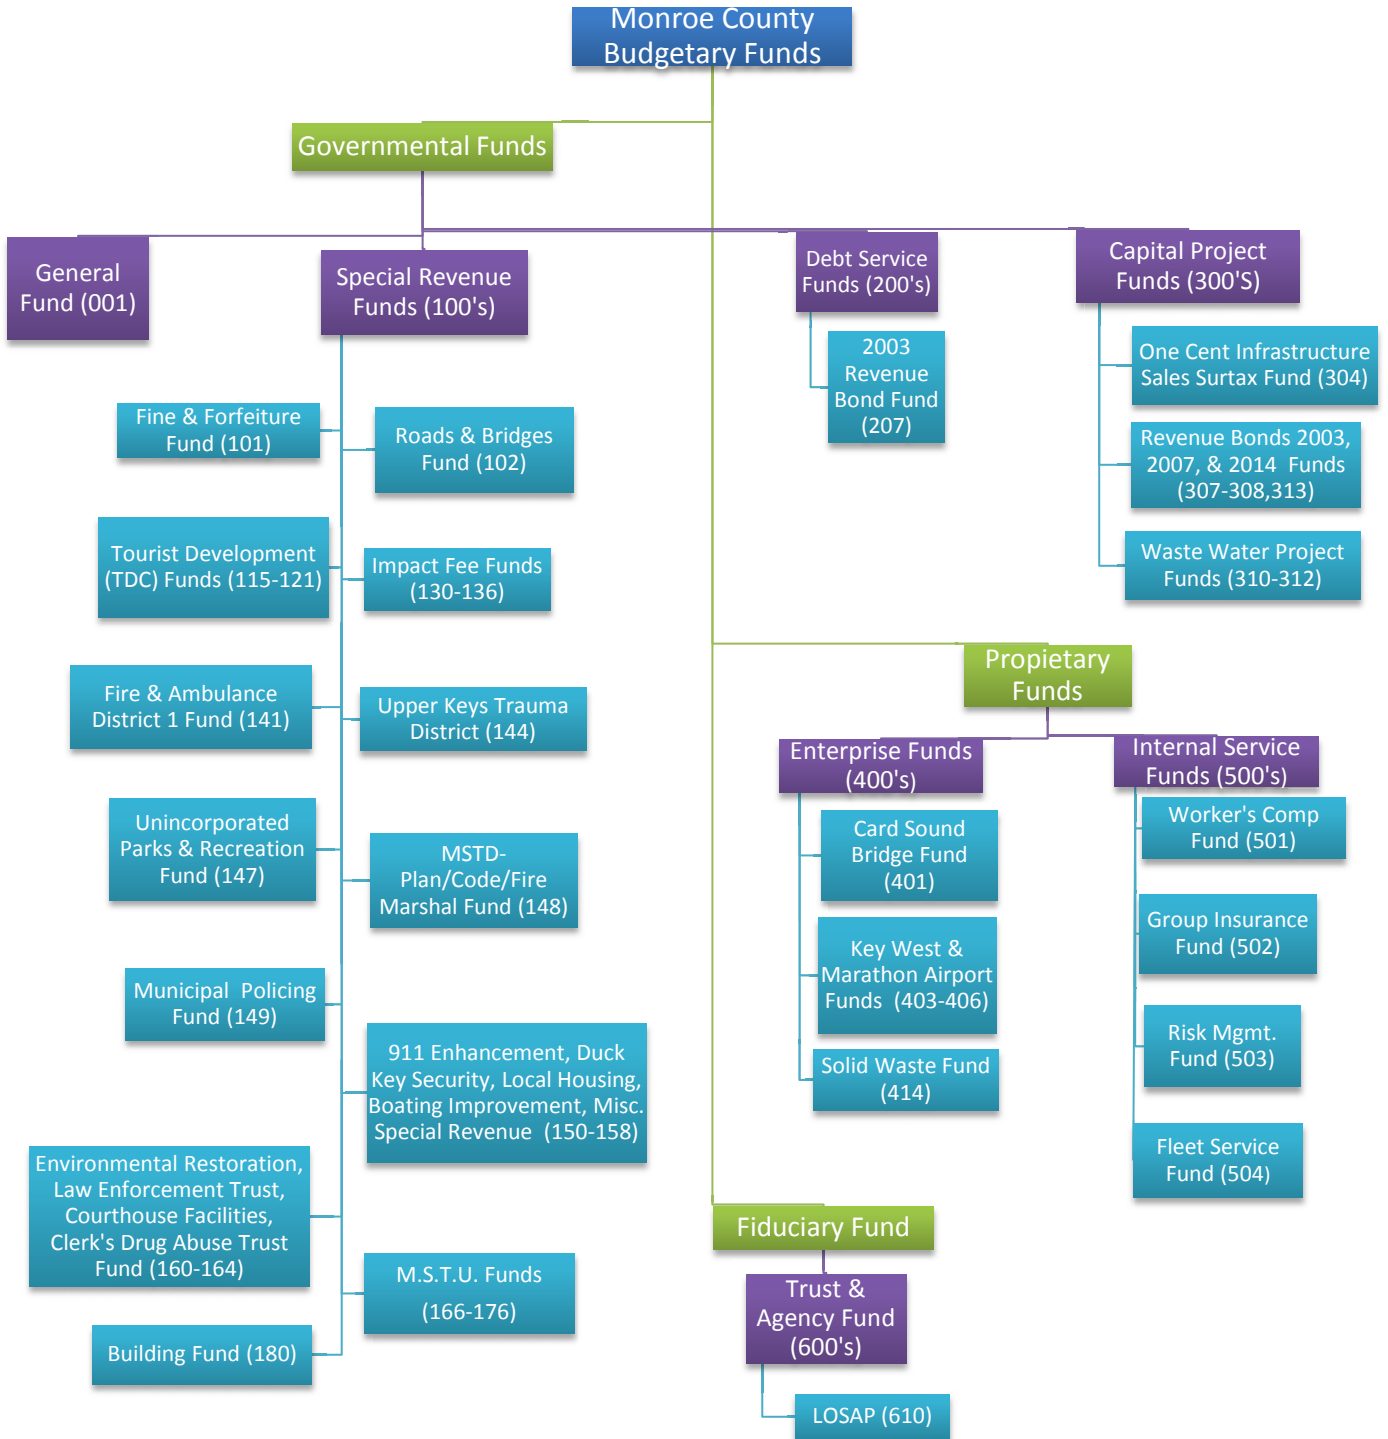 Monroe County
Budgetary Funds
Governmental Funds
General
Fund (001)
Special Revenue
Funds (100's)
Debt Service
Funds (200's)
Capital Project
Funds (300'S)
2003
Revenue
Bond Fund
(207)
One Cent Infrastructure
Sales Surtax Fund (304)
Revenue Bonds 2003,
2007, & 2014 Funds
(307-308,313)
Waste Water Project
Funds (310-312)
Fine & Forfeiture
Fund (101)
Roads & Bridges
Fund (102)
Tourist Development
(TDC) Funds (115-121)
Impact Fee Funds
(130-136)
Fire & Ambulance
District 1 Fund (141)
Upper Keys Trauma
District (144)
Unincorporated
Parks & Recreation
Fund (147)
MSTD-
Plan/Code/Fire
Marshal Fund (148)
Municipal Policing
Fund (149)
911 Enhancement, Duck
Key Security, Local Housing,
Boating Improvement, Misc.
Special Revenue (150-158)
Environmental Restoration,
Law Enforcement Trust,
Courthouse Facilities,
Clerk's Drug Abuse Trust
Fund (160-164)
M.S.T.U. Funds
(166-176)
Building Fund (180)
Propietary
Funds
Enterprise Funds
(400's)
Internal Service
Funds (500's)
Card Sound
Bridge Fund
(401)
Key West &
Marathon Airport
Funds (403-406)
Solid Waste Fund
(414)
Worker's Comp
Fund (501)
Group Insurance
Fund (502)
Risk Mgmt.
Fund (503)
Fleet Service
Fund (504)
Fiduciary Fund
Trust &
Agency Fund
(600's)
LOSAP (610)